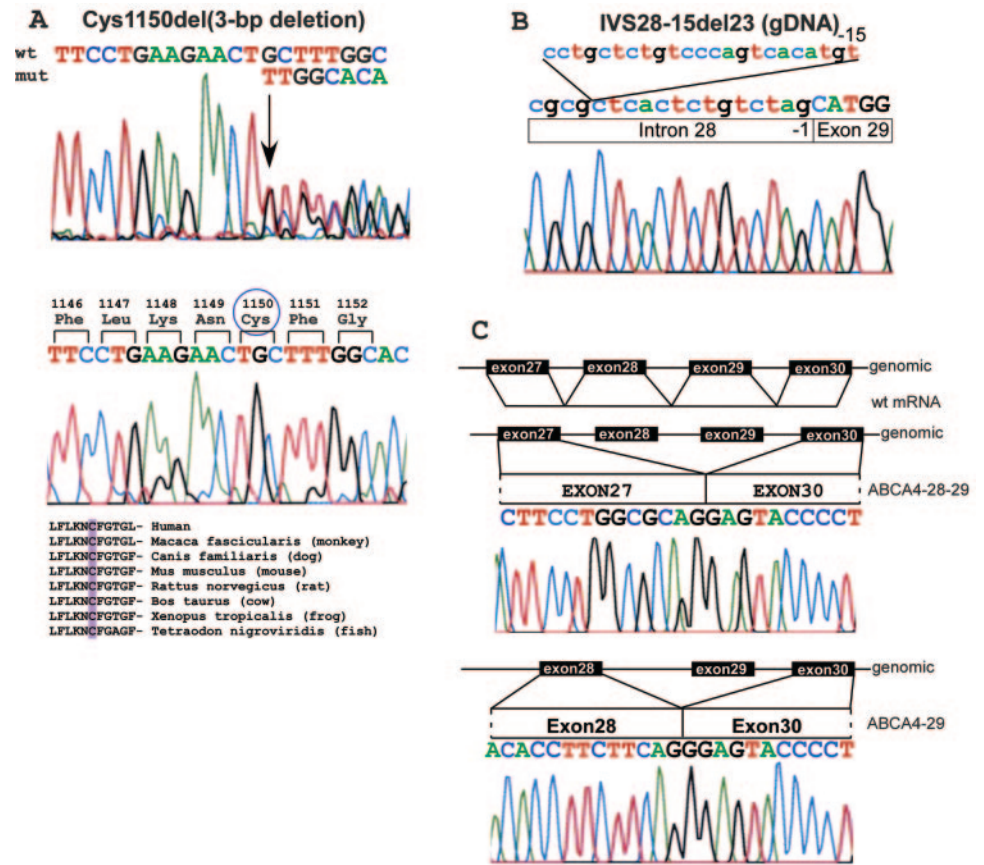 A
Cys1150del(3-bp deletion)
wt TTCCTGAAGAACTGCTTTGGC
mut TTGGCACA
1146 1147 1148 1149 1150 1151 1152
Phe Leu Lys Asn Cys Phe Gly
TTCCTGAAGAACTGCTTTGGCAC
LFLKNCFGTGL- Human
LFLKNCFGTGL- Macaca fascicularis (monkey)
LFLKNCFGTGF- Canis familiaris (dog)
LFLKNCFGTGF- Mus musculus (mouse)
LFLKNCFGTGF- Rattus norvegicus (rat)
LFLKNCFGTGF- Bos taurus (cow)
LFLKNCFGTGF- Xenopus tropicalis (frog)
LFLKNCFGAGF- Tetraodon nigroviridis (fish)
B
IVS28-15del23 (gDNA)
-15
cctgctctgtcccagtcacatgt
cgcgctcactctgtctagCATGG
Intron 28 -1 Exon 29
C
exon27 exon28 exon29 exon30 genomic
wt mRNA
exon27 exon28 exon29 exon30 genomic
EXON27 EXON30 ABCA4-28-29
CTTCCTGGCGCAGGAGTACCCCT
exon28 exon29 exon30 genomic
Exon28 Exon30 ABCA4-29
ACACCTTCTTCAGGGAGTACCCCT